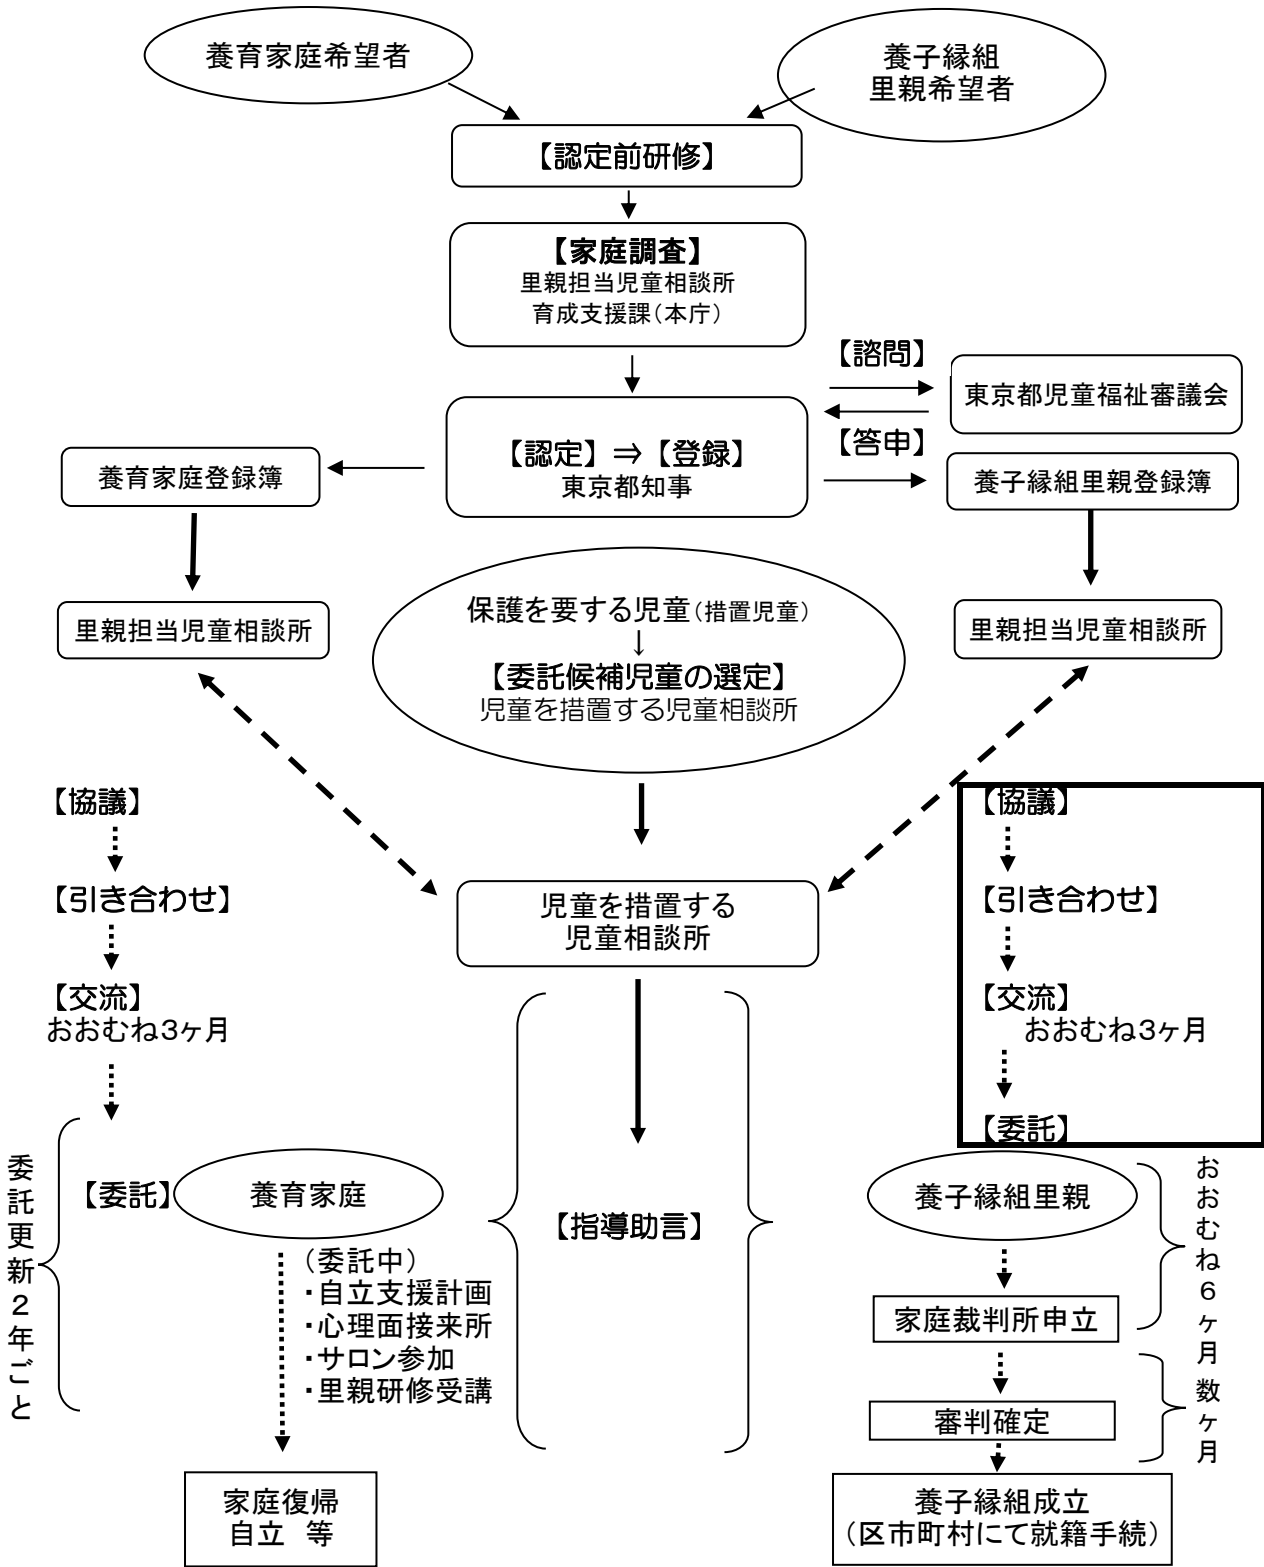 養育家庭希望者
養子縁組
里親希望者
【認定前研修】
【家庭調査】
里親担当児童相談所
育成支援課(本庁)
【諮問】
東京都児童福祉審議会
【答申】
【認定】⇒【登録】
東京都知事
養育家庭登録簿
養子縁組里親登録簿
里親担当児童相談所
保護を要する児童(措置児童)
↓
【委託候補児童の選定】
児童を措置する児童相談所
里親担当児童相談所
【協議】
【引き合わせ】
【交流】
おおむね3ヶ月
児童を措置する
児童相談所
【協議】
【引き合わせ】
【交流】
おおむね3ヶ月
【委託】
委託更新2年ごと
【委託】
養育家庭
(委託中)
・自立支援計画
・心理面接来所
・サロン参加
・里親研修受講
家庭復帰
自立 等
【指導助言】
養子縁組里親
おおむね6ヶ月
家庭裁判所申立
数ヶ月
審判確定
養子縁組成立
(区市町村にて就籍手続)